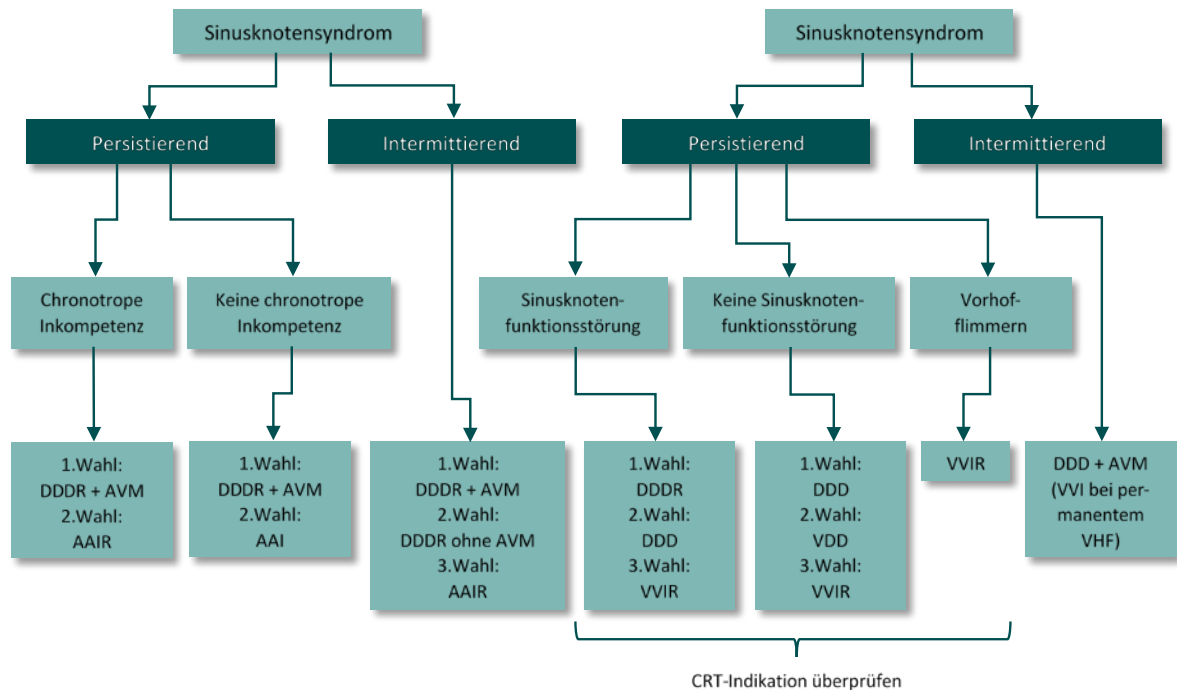 Sinusknotensyndrom
Sinusknotensyndrom
Persistierend
Intermittierend
Persistierend
Intermittierend
Chronotrope
Inkompetenz
Keine chronotrope
Inkompetenz
Sinusknoten-
funktionsstörung
Keine Sinusknoten-
funktionsstörung
Vorhof-
flimmern
1.Wahl:
DDDR + AVM
2.Wahl:
AAIR
1.Wahl:
DDDR + AVM
2.Wahl:
AAI
1.Wahl:
DDDR + AVM
2.Wahl:
DDDR ohne AVM
3.Wahl:
AAIR
1.Wahl:
DDDR
2.Wahl:
DDD
3.Wahl:
VVIR
1.Wahl:
DDD
2.Wahl:
VDD
3.Wahl:
VVIR
VVIR
DDD + AVM
(VVI bei per-
manentem
VHF)
CRT-Indikation überprüfen